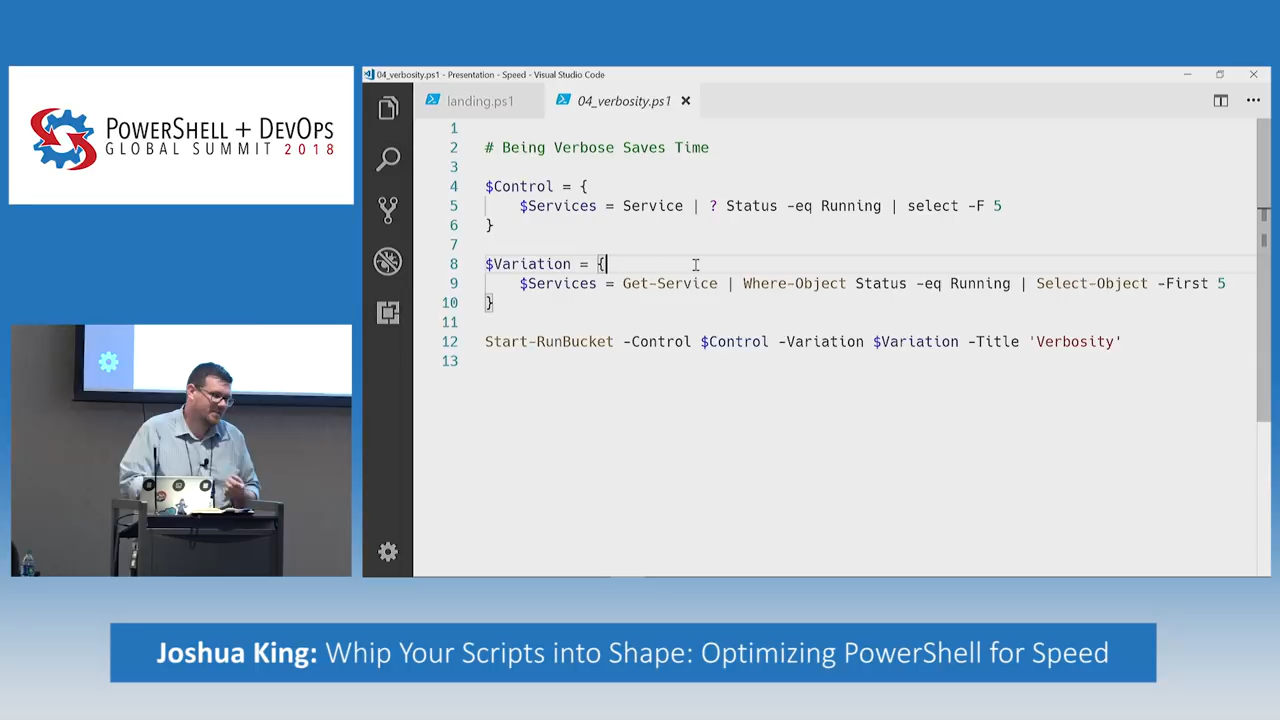 POWERSHELL + DEVOPS
GLOBAL SUMMIT 2018
04_verbosity.ps1 - Presentation - Speed - Visual Studio Code
landing.ps1
04_verbosity.ps1
1
2 # Being Verbose Saves Time
3
4 $Control = {
5 $Services = Service | ? Status -eq Running | select -F 5
6 }
7
8 $Variation = {
9 $Services = Get-Service | Where-Object Status -eq Running | Select-Object -First 5
10 }
11
12 Start-RunBucket -Control $Control -Variation $Variation -Title 'Verbosity'
13
Joshua King: Whip Your Scripts into Shape: Optimizing PowerShell for Speed